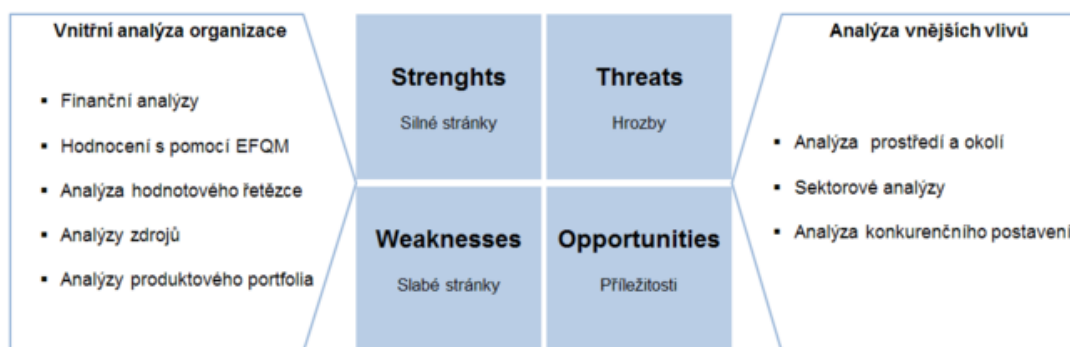 Vnitřní analýza organizace
▪ Finanční analýzy
▪ Hodnocení s pomocí EFQM
▪ Analýza hodnotového řetězce
▪ Analýzy zdrojů
▪ Analýzy produktového portfolia
Strenghts
Silné stránky
Threats
Hrozby
Weaknesses
Slabé stránky
Opportunities
Příležitosti
Analýza vnějších vlivů
▪ Analýza prostředí a okolí
▪ Sektorové analýzy
▪ Analýza konkurenčního postavení